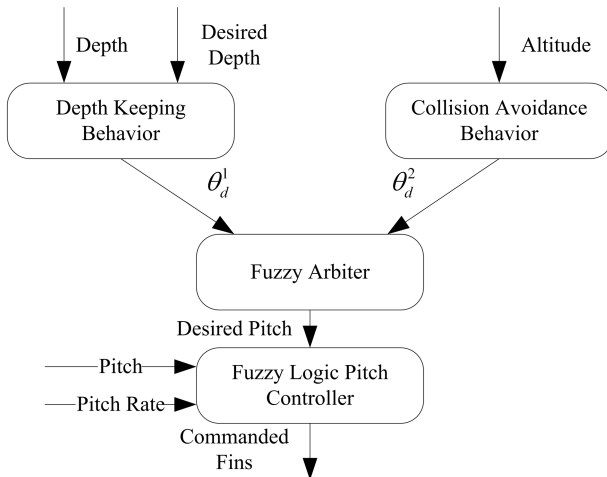 Depth
Desired
Depth
Altitude
Depth Keeping
Behavior
Collision Avoidance
Behavior
θ_d^1
θ_d^2
Fuzzy Arbiter
Desired Pitch
Pitch
Pitch Rate
Fuzzy Logic Pitch
Controller
Commanded
Fins